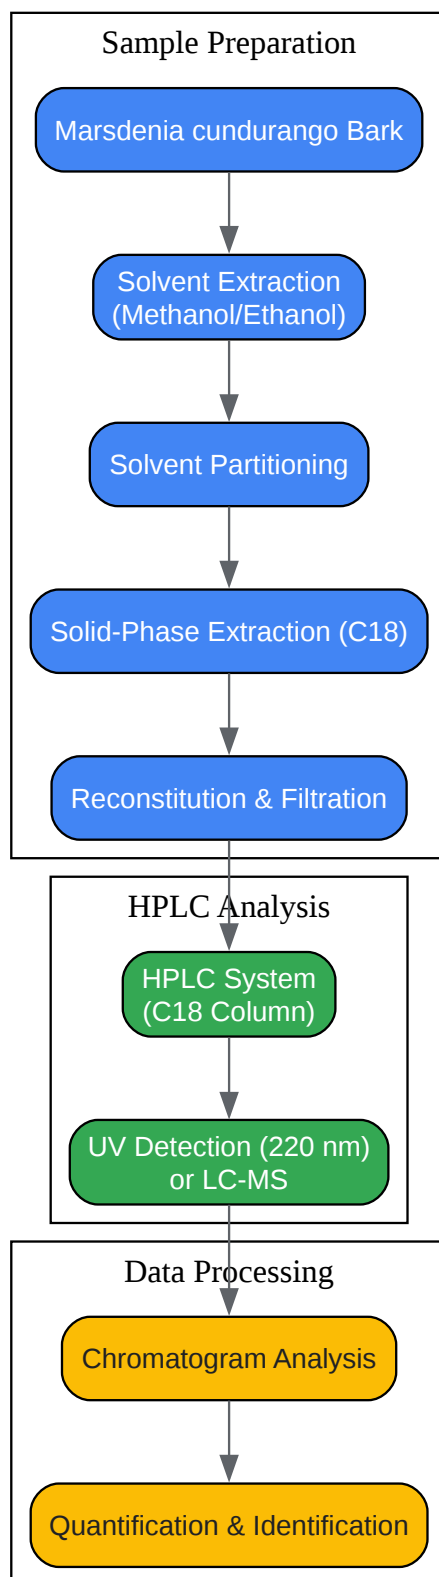 Sample Preparation
Marsdenia cundurango Bark
Solvent Extraction
(Methanol/Ethanol)
Solvent Partitioning
Solid-Phase Extraction (C18)
Reconstitution & Filtration
HPLC Analysis
HPLC System
(C18 Column)
UV Detection (220 nm)
or LC-MS
Data Processing
Chromatogram Analysis
Quantification & Identification